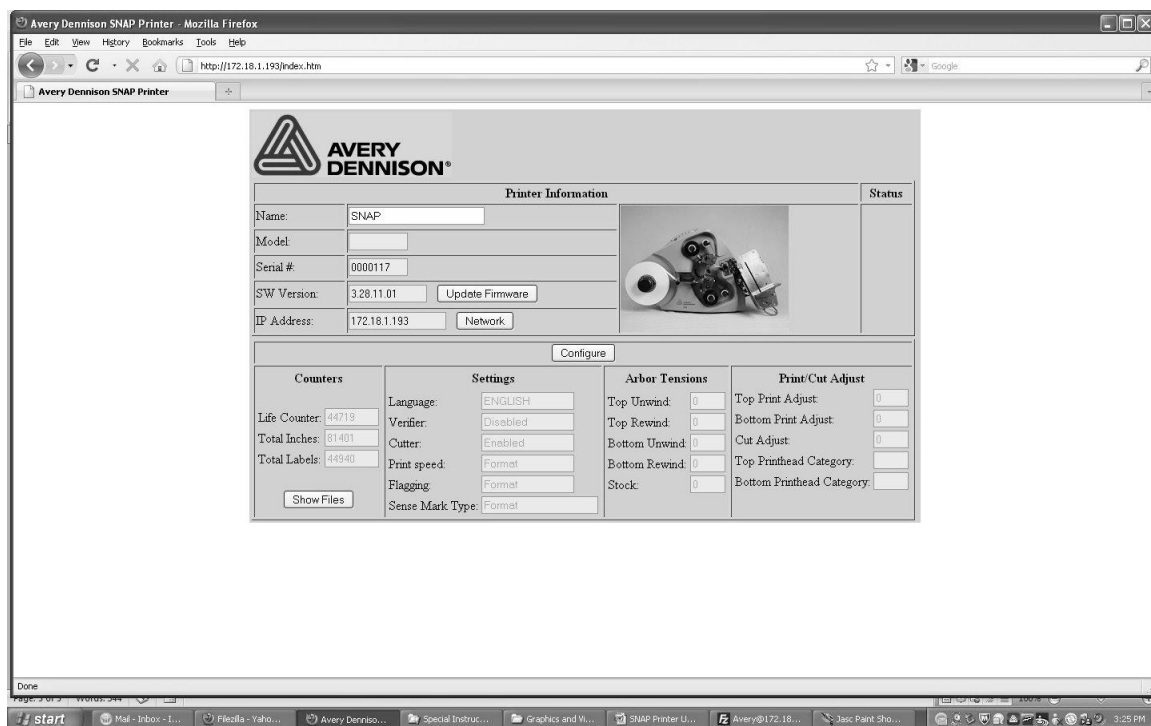 Avery Dennison SNAP Printer - Mozilla Firefox
File Edit View History Bookmarks Tools Help
http://172.18.1.193/index.htm
Google
Avery Dennison SNAP Printer
AVERY
DENNISON®
Printer Information Status
Name: SNAP
Model:
Serial #: 0000117
SW Version: 3.28.11.01 Update Firmware
IP Address: 172.18.1.193 Network
Configure
Counters Settings Arbor Tensions Print/Cut Adjust
Language: ENGLISH Top Unwind: 0 Top Print Adjust: 0
Life Counter: 44719 Verifier: Disabled Top Rewind: 0 Bottom Print Adjust: 0
Total Inches: 81401 Cutter: Enabled Bottom Unwind: 0 Cut Adjust: 0
Total Labels: 44940 Print speed: Format Bottom Rewind: 0 Top Printhead Category:
Flagging: Format Stock: 0 Bottom Printhead Category:
Show Files Sense Mark Type: Format
Done
start Mail - Inbox - I... Filezilla - Yaho... Avery Denniso... Special Instruc... Graphics and Vi... SNAP Printer U... Avery@172.18... Jasc Paint Sho... 3:25 PM